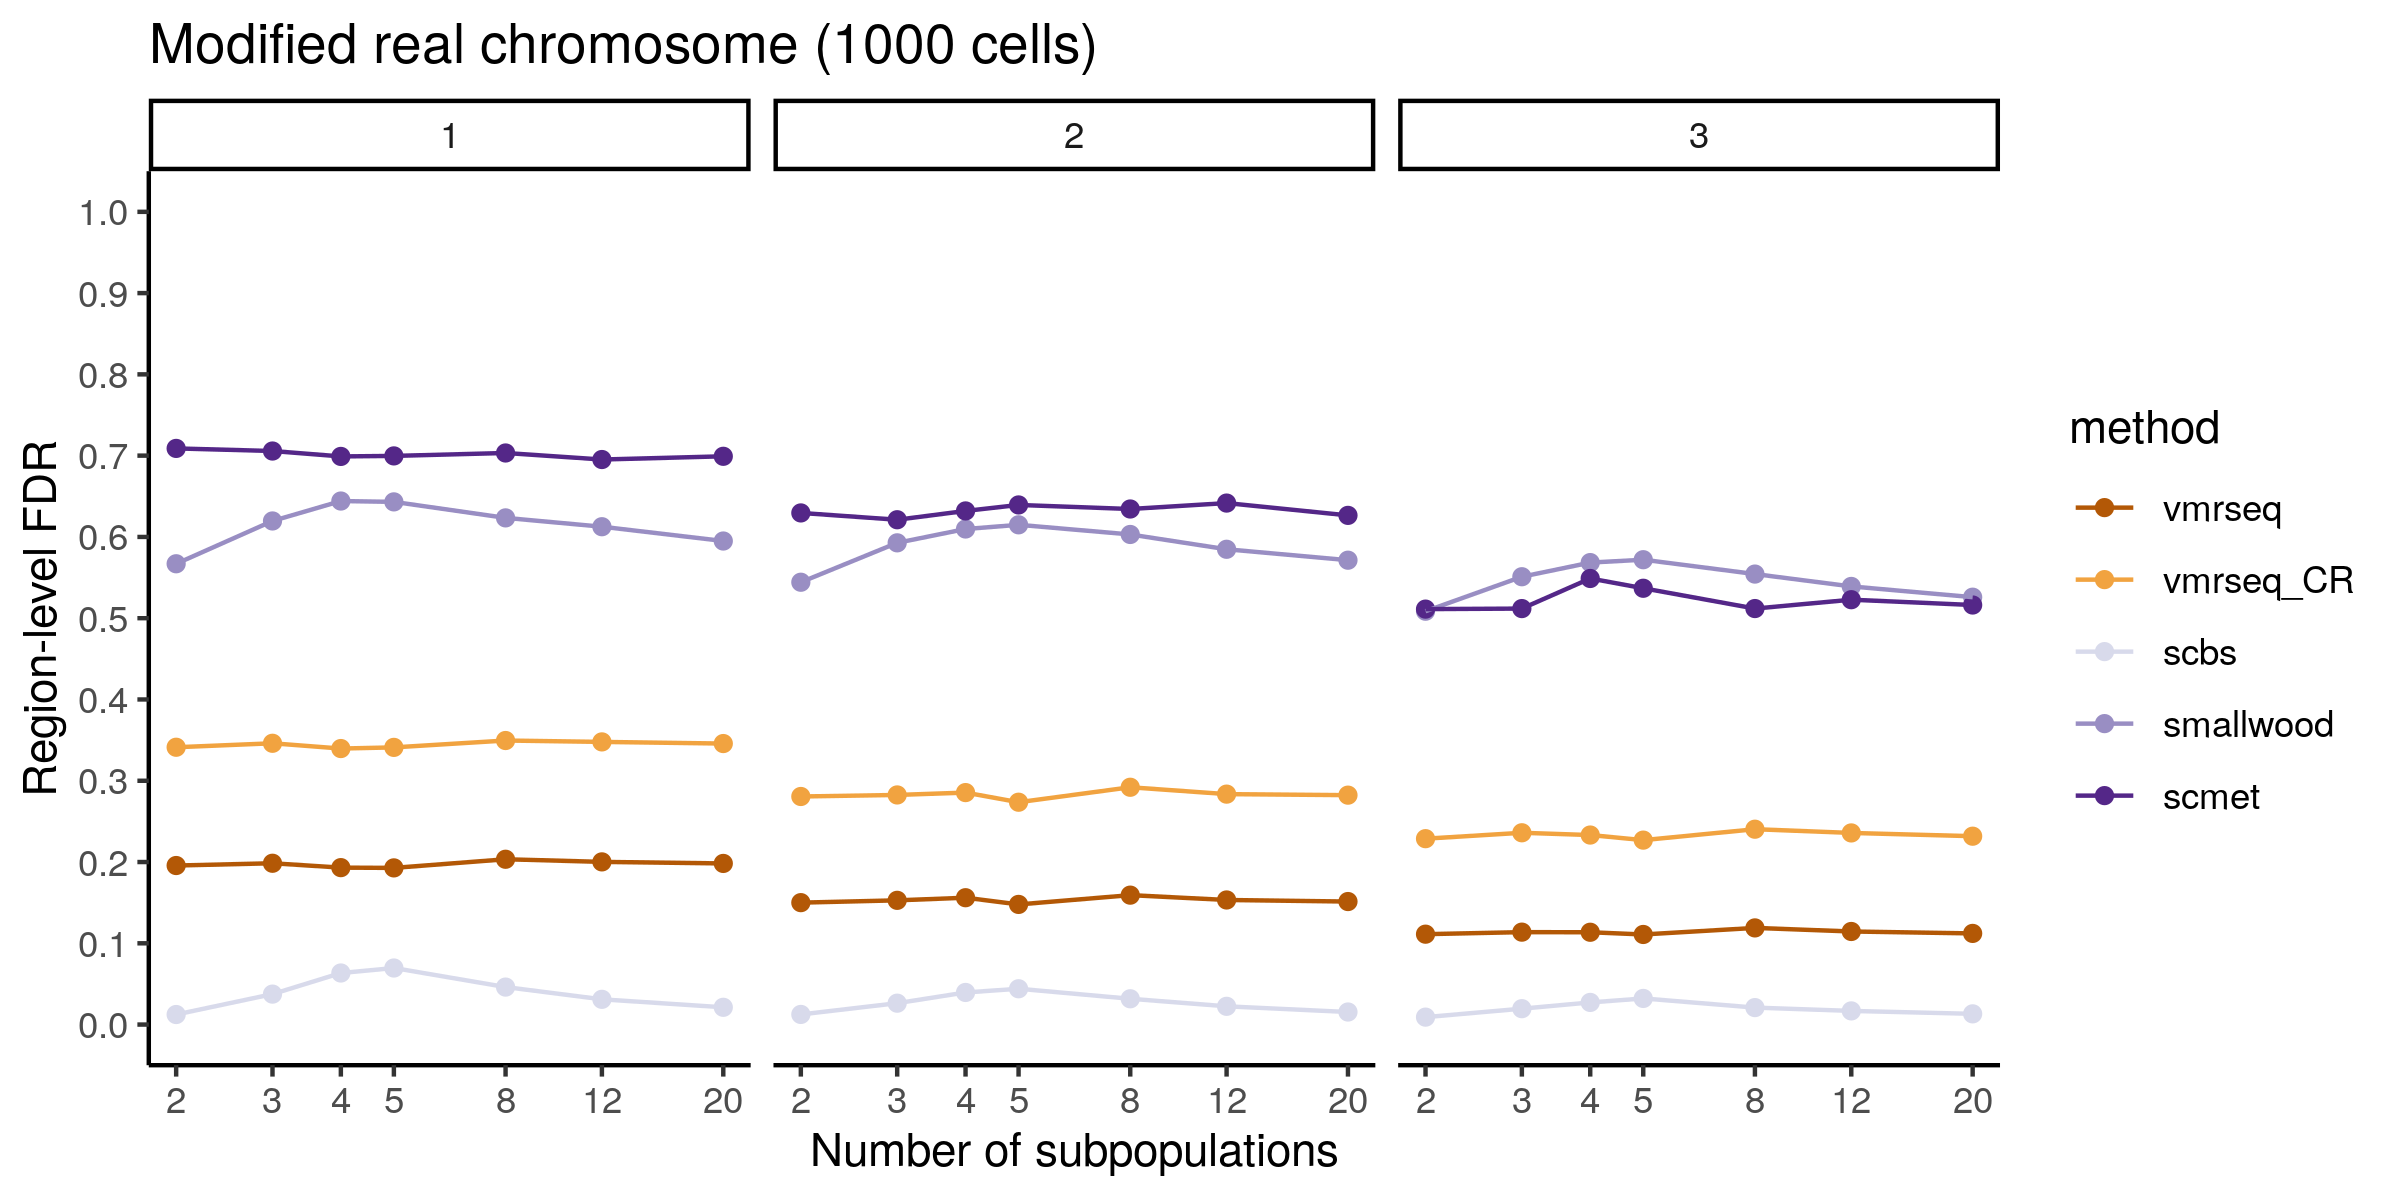 Modified real chromosome (1000 cells)
1 2 3
Region-level FDR
1.0
0.9
0.8
0.7
0.6
0.5
0.4
0.3
0.2
0.1
0.0
2 3 4 5 8 12 20 2 3 4 5 8 12 20 2 3 4 5 8 12 20
Number of subpopulations
method
vmrseq
vmrseq_CR
scbs
smallwood
scmet